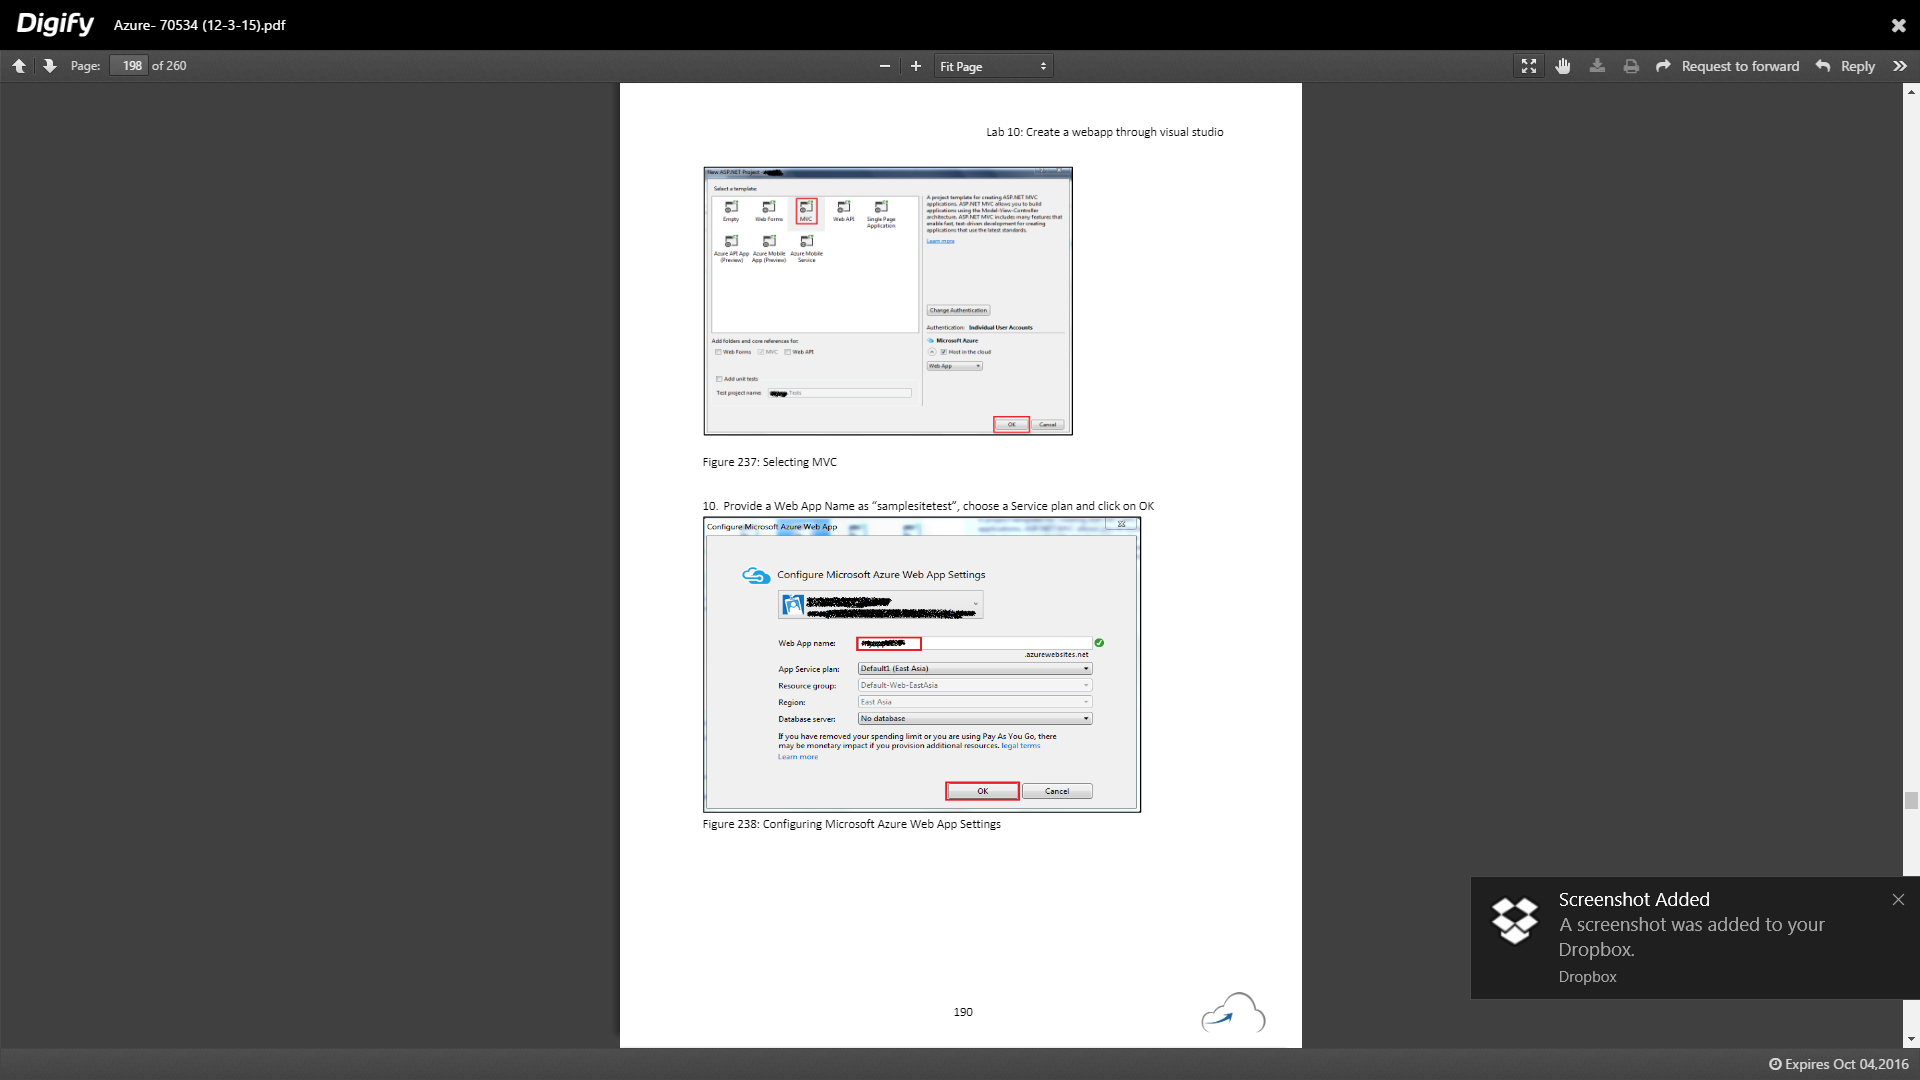 Digify Azure- 70534 (12-3-15).pdf
Page: 198 of 260
Fit Page
Request to forward Reply
Lab 10: Create a webapp through visual studio
New ASP.NET Project -
Select a template:
Empty Web Forms MVC Web API Single Page Application
Azure API App (Preview) Azure Mobile App (Preview) Azure Mobile Service
A project template for creating ASP.NET MVC
applications. ASP.NET MVC allows you to build
applications using the Model-View-Controller
architecture. ASP.NET MVC includes many features that
enable fast, test-driven development for creating
applications that use the latest standards.
Learn more
Change Authentication
Authentication: Individual User Accounts
Microsoft Azure
Host in the cloud
Web App
Add folders and core references for:
Web Forms MVC Web API
Add unit tests
Test project name: .Tests
OK Cancel
Figure 237: Selecting MVC
10. Provide a Web App Name as “samplesitetest”, choose a Service plan and click on OK
Configure Microsoft Azure Web App
Configure Microsoft Azure Web App Settings
Web App name:
.azurewebsites.net
App Service plan: Default1 (East Asia)
Resource group: Default-Web-EastAsia
Region: East Asia
Database server: No database
If you have removed your spending limit or you are using Pay As You Go, there
may be monetary impact if you provision additional resources. legal terms
Learn more
OK Cancel
Figure 238: Configuring Microsoft Azure Web App Settings
190
Screenshot Added
A screenshot was added to your
Dropbox.
Dropbox
Expires Oct 04,2016